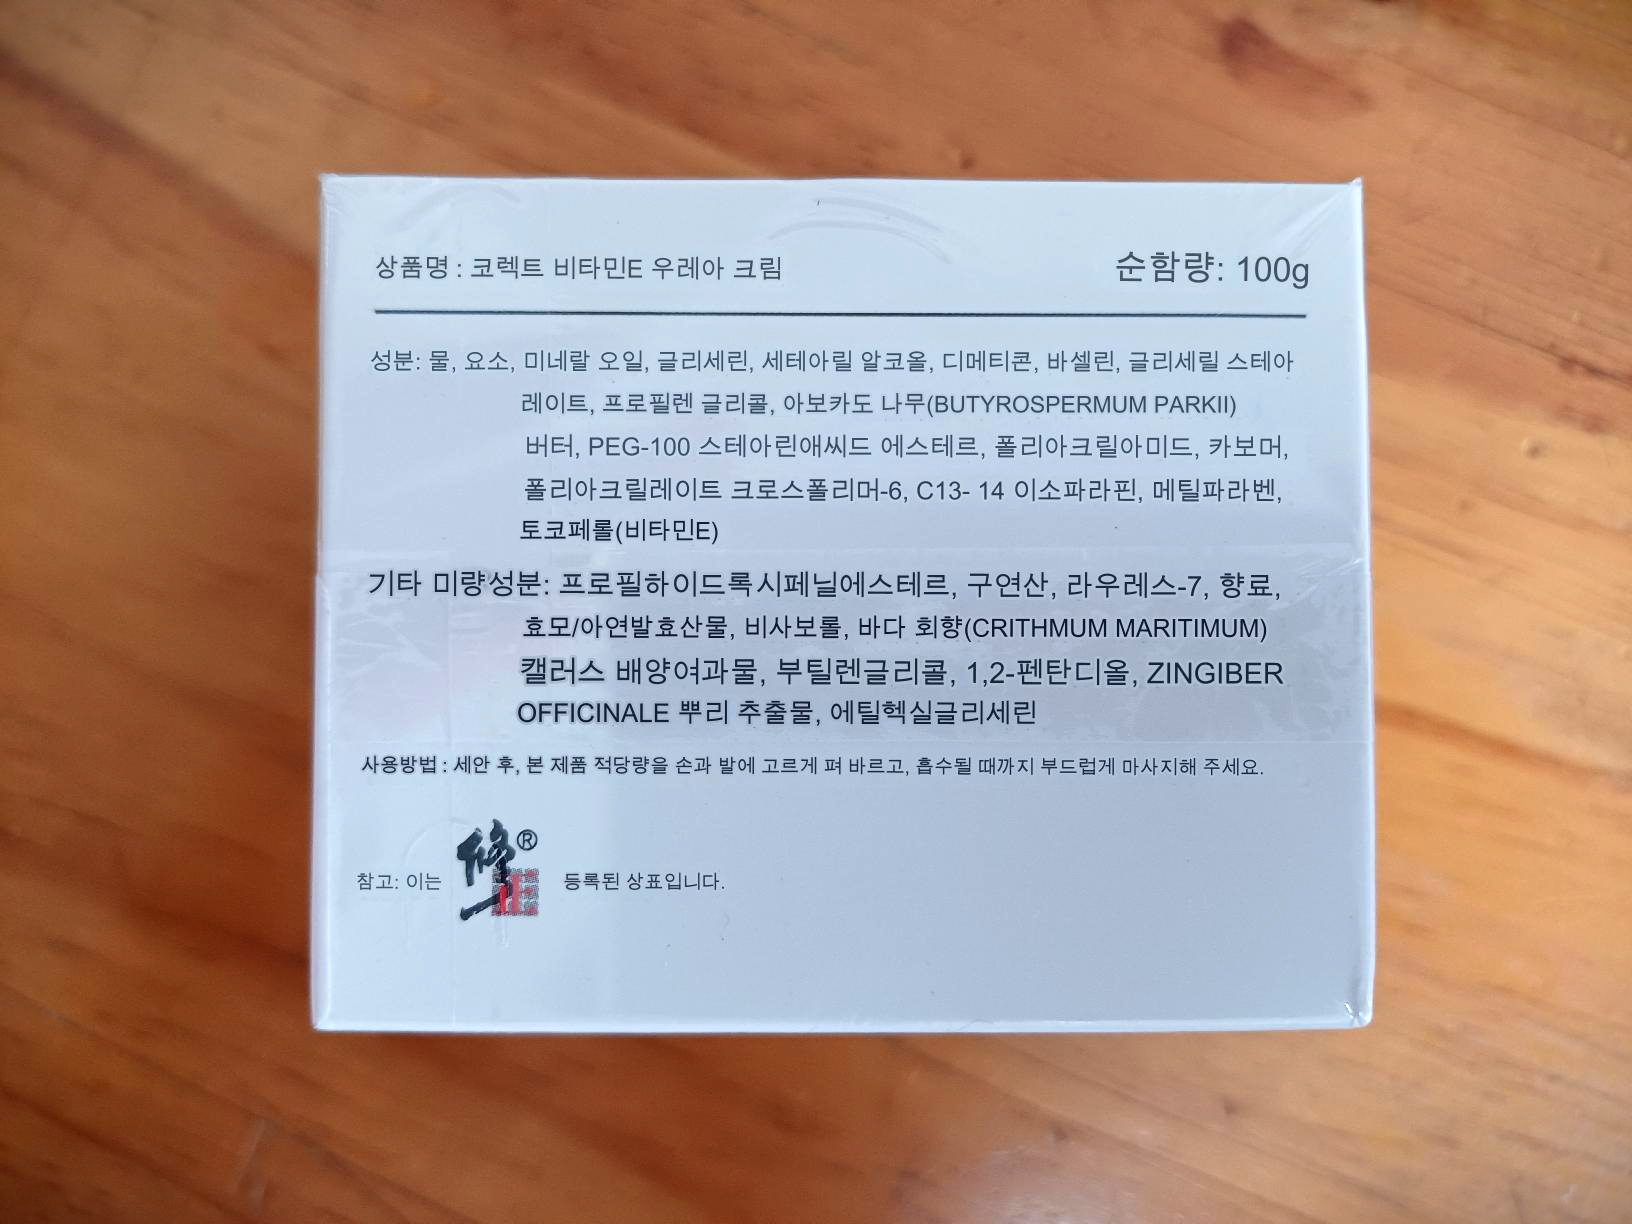 상품명 : 코렉트 비타민E 우레아 크림
순함량: 100g
성분: 물, 요소, 미네랄 오일, 글리세린, 세테아릴 알코올, 디메티콘, 바셀린, 글리세릴 스테아
레이트, 프로필렌 글리콜, 아보카도 나무(BUTYROSPERMUM PARKII)
버터, PEG-100 스테아린애씨드 에스테르, 폴리아크릴아미드, 카보머,
폴리아크릴레이트 크로스폴리머-6, C13- 14 이소파라핀, 메틸파라벤,
토코페롤(비타민E)
기타 미량성분: 프로필하이드록시페닐에스테르, 구연산, 라우레스-7, 향료,
효모/아연발효산물, 비사보롤, 바다 회향(CRITHMUM MARITIMUM)
캘러스 배양여과물, 부틸렌글리콜, 1,2-펜탄디올, ZINGIBER
OFFICINALE 뿌리 추출물, 에틸헥실글리세린
사용방법 : 세안 후, 본 제품 적당량을 손과 발에 고르게 펴 바르고, 흡수될 때까지 부드럽게 마사지해 주세요.
참고: 이는 修正® 등록된 상표입니다.